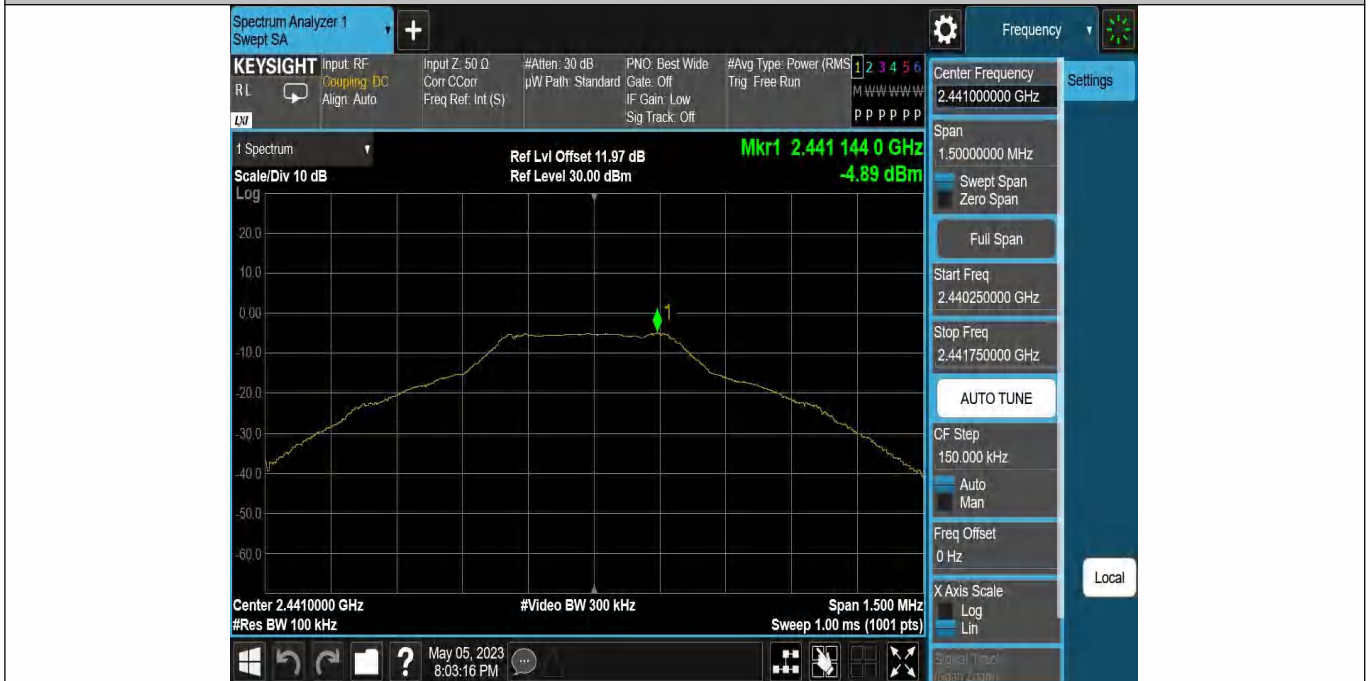 Spectrum Analyzer 1
Swept SA
+
Frequency
KEYSIGHT
RL
LXI
Input: RF
Coupling: DC
Align: Auto
Input Z: 50 Ω
Corr CCorr
Freq Ref: Int (S)
#Atten: 30 dB
µW Path: Standard
PNO: Best Wide
Gate: Off
IF Gain: Low
Sig Track: Off
#Avg Type: Power (RMS
Trig: Free Run
1 2 3 4 5 6
M W W W W W
P P P P P P
1 Spectrum
Scale/Div 10 dB
Ref Lvl Offset 11.97 dB
Ref Level 30.00 dBm
Mkr1 2.441 144 0 GHz
-4.89 dBm
Log
20.0
10.0
0.00
-10.0
-20.0
-30.0
-40.0
-50.0
-60.0
1
Center 2.4410000 GHz
#Res BW 100 kHz
#Video BW 300 kHz
Span 1.500 MHz
Sweep 1.00 ms (1001 pts)
Center Frequency
2.441000000 GHz
Settings
Span
1.50000000 MHz
Swept Span
Zero Span
Full Span
Start Freq
2.440250000 GHz
Stop Freq
2.441750000 GHz
AUTO TUNE
CF Step
150.000 kHz
Auto
Man
Freq Offset
0 Hz
X Axis Scale
Log
Lin
Local
Signal Track
(Span Zoom)
?
May 05, 2023
8:03:16 PM